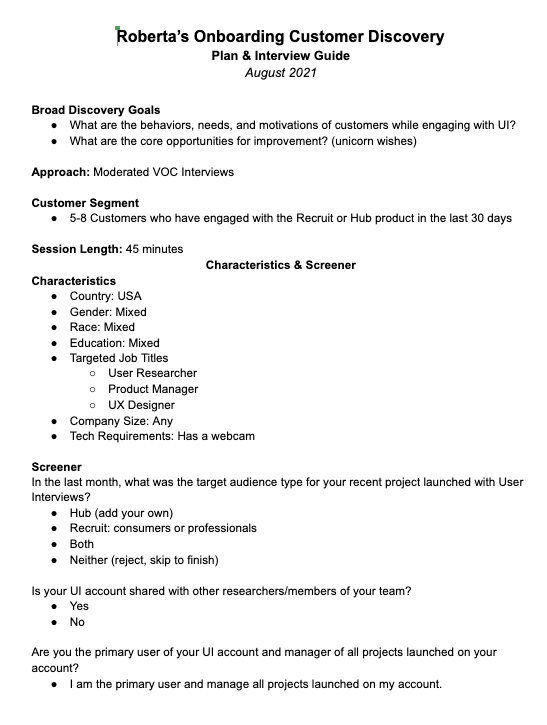 Roberta’s Onboarding Customer Discovery
Plan & Interview Guide
August 2021
Broad Discovery Goals
● What are the behaviors, needs, and motivations of customers while engaging with UI?
● What are the core opportunities for improvement? (unicorn wishes)
Approach: Moderated VOC Interviews
Customer Segment
● 5-8 Customers who have engaged with the Recruit or Hub product in the last 30 days
Session Length: 45 minutes
Characteristics & Screener
Characteristics
● Country: USA
● Gender: Mixed
● Race: Mixed
● Education: Mixed
● Targeted Job Titles
○ User Researcher
○ Product Manager
○ UX Designer
● Company Size: Any
● Tech Requirements: Has a webcam
Screener
In the last month, what was the target audience type for your recent project launched with User
Interviews?
● Hub (add your own)
● Recruit: consumers or professionals
● Both
● Neither (reject, skip to finish)
Is your UI account shared with other researchers/members of your team?
● Yes
● No
Are you the primary user of your UI account and manager of all projects launched on your
account?
● I am the primary user and manage all projects launched on my account.